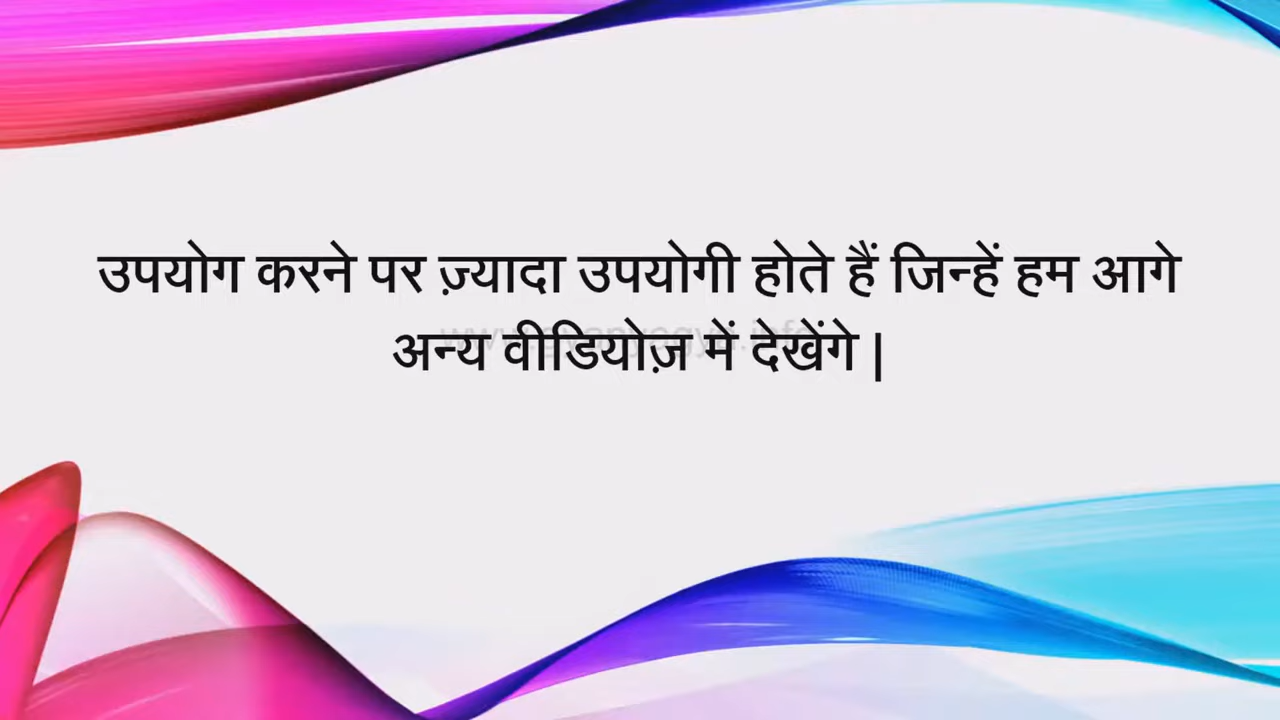 उपयोग करने पर ज़्यादा उपयोगी होते हैं जिन्हें हम आगे
अन्य वीडियोज़ में देखेंगे |